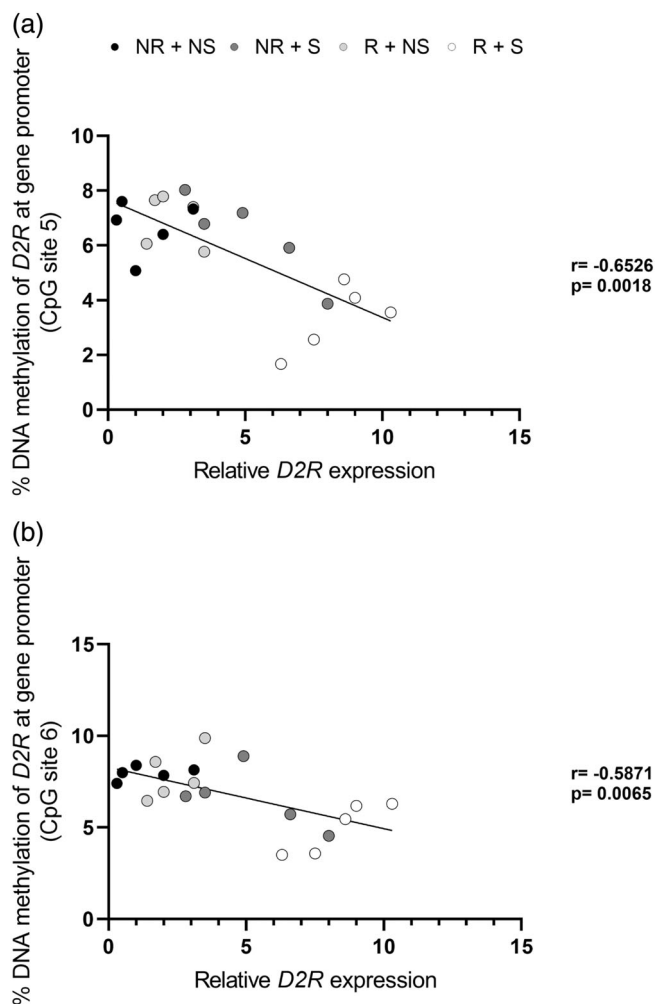 (a)
NR + NS NR + S R + NS R + S
% DNA methylation of D2R at gene promoter
(CpG site 5)
10
8
6
4
2
0
0 5 10 15
Relative D2R expression
r= -0.6526
p= 0.0018
(b)
% DNA methylation of D2R at gene promoter
(CpG site 6)
15
10
5
0
0 5 10 15
Relative D2R expression
r= -0.5871
p= 0.0065